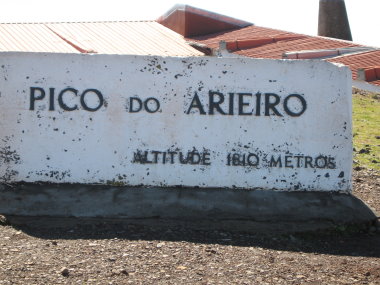 PICO DO ARIEIRO
ALTITUDE 1810 METROS